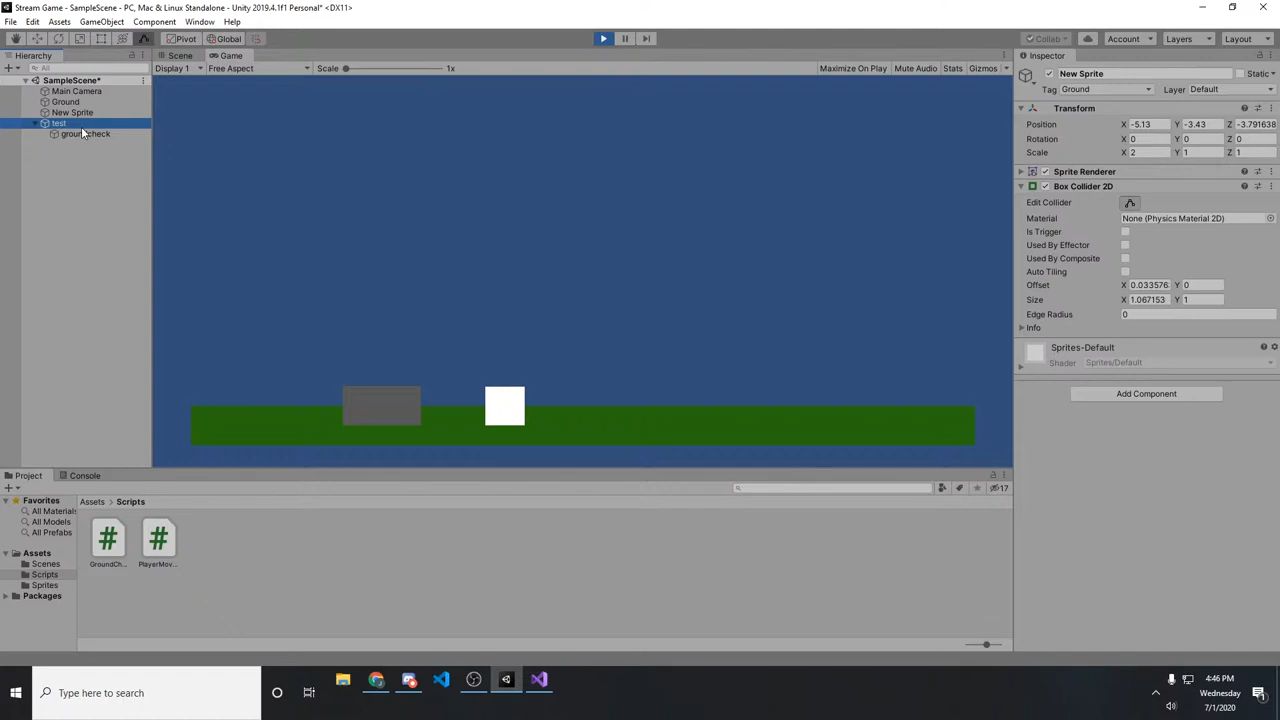 Stream Game - SampleScene - PC, Mac & Linux Standalone - Unity 2019.4.1f1 Personal* <DX11>
File Edit Assets GameObject Component Window Help
Pivot Global Collab Account Layers Layout
Hierarchy
All
SampleScene*
Main Camera
Ground
New Sprite
test
Scene Game
Display 1 Free Aspect Scale 1x Maximize On Play Mute Audio Stats Gizmos
Inspector
New Sprite Static
Tag Ground Layer Default
Transform
Position X -5.13 Y -3.43 Z -3.791638
Rotation X 0 Y 0 Z 0
Scale X 2 Y 1 Z 1
Sprite Renderer
Box Collider 2D
Edit Collider
Material None (Physics Material 2D)
Is Trigger
Used By Effector
Used By Composite
Auto Tiling
Offset X 0.033576 Y 0
Size X 1.067153 Y 1
Edge Radius 0
Info
Sprites-Default
Shader Sprites/Default
Add Component
Project Console
17
Favorites
All Materials
All Models
All Prefabs
Assets
Scenes
Scripts
Sprites
Packages
Assets > Scripts
# #
GroundCh... PlayerMov...
Type here to search
4:46 PM
Wednesday
7/1/2020
1